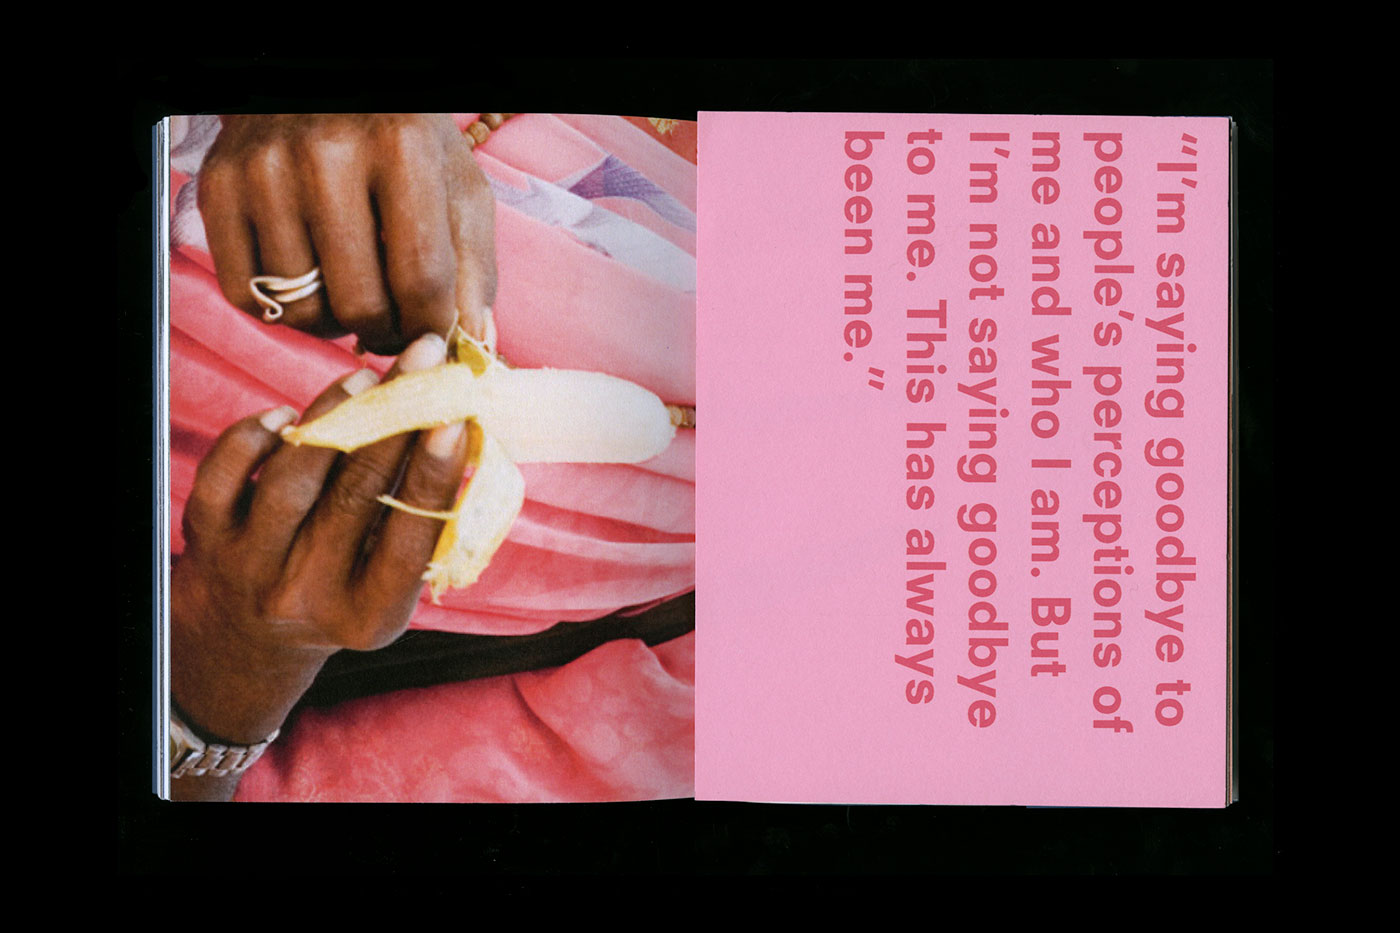 “I’m saying goodbye to
people’s perceptions of
me and who I am. But
I’m not saying goodbye
to me. This has always
been me.”